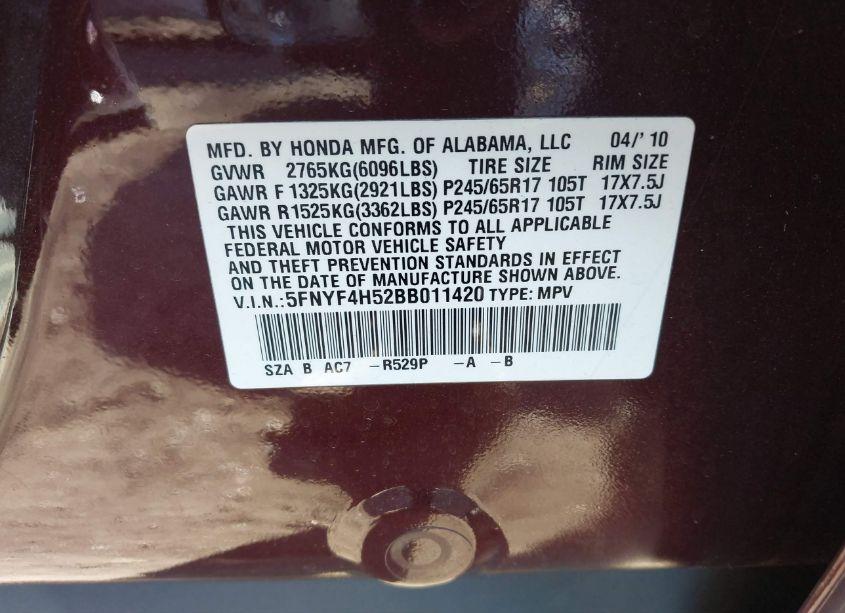 MFD. BY HONDA MFG. OF ALABAMA, LLC 04/' 10
GVWR 2765KG(6096LBS) TIRE SIZE RIM SIZE
GAWR F 1325KG(2921LBS) P245/65R17 105T 17X7.5J
GAWR R1525KG(3362LBS) P245/65R17 105T 17X7.5J
THIS VEHICLE CONFORMS TO ALL APPLICABLE
FEDERAL MOTOR VEHICLE SAFETY
AND THEFT PREVENTION STANDARDS IN EFFECT
ON THE DATE OF MANUFACTURE SHOWN ABOVE.
V.I.N.:5FNYF4H52BB011420 TYPE: MPV
SZA B AC7 -R529P -A -B